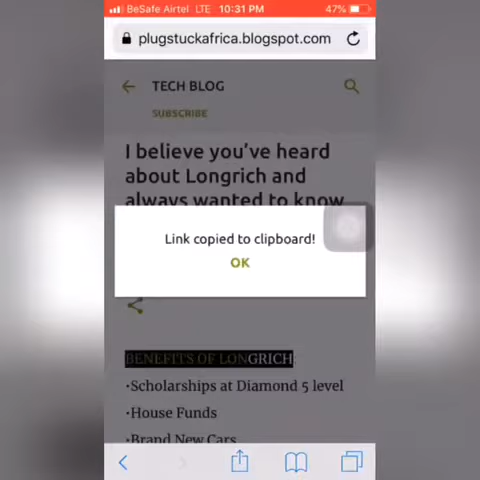 BeSafe Airtel LTE 10:31 PM 47%
plugstuckafrica.blogspot.com
TECH BLOG
SUBSCRIBE
I believe you've heard
about Longrich and
always wanted to know
Link copied to clipboard!
OK
BENEFITS OF LONGRICH
•Scholarships at Diamond 5 level
•House Funds
•Brand New Cars